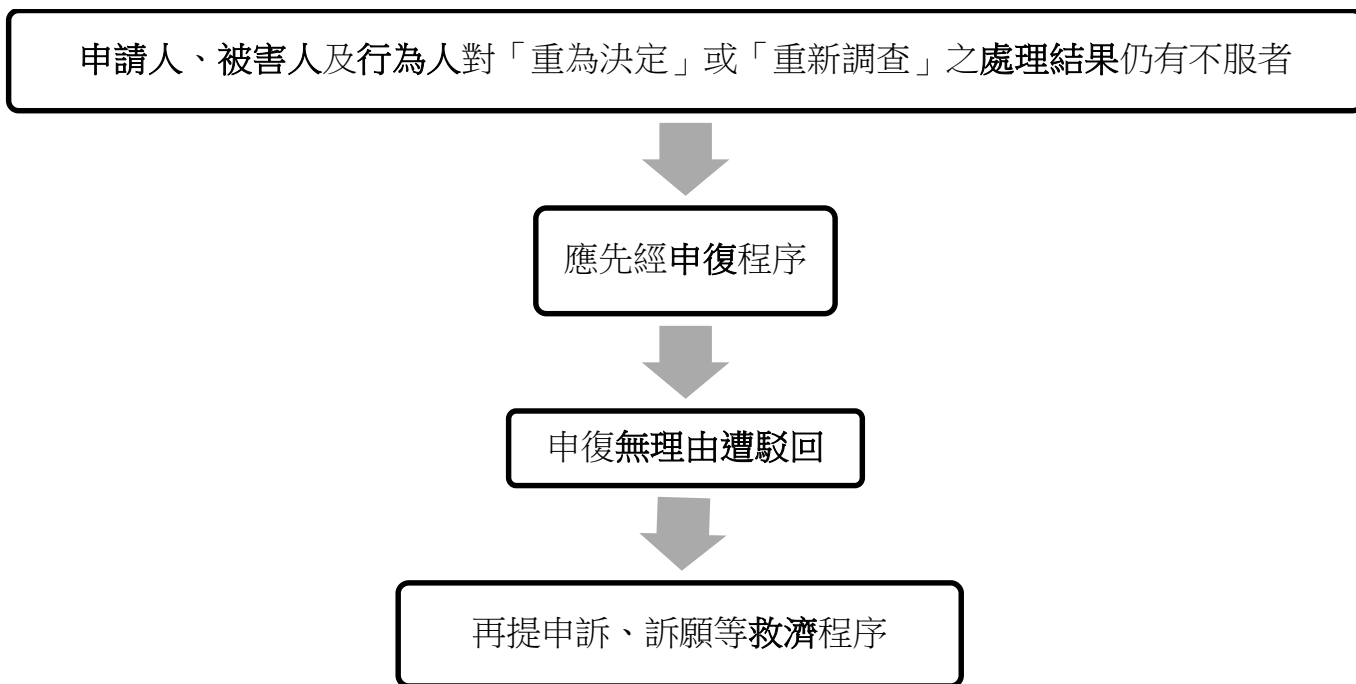 申請人、被害人及行為人對「重為決定」或「重新調查」之處理結果仍有不服者
應先經申復程序
申復無理由遭駁回
再提申訴、訴願等救濟程序